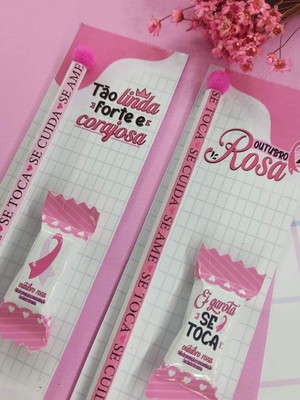 Tão linda
forte e
corajosa
SE TOCA ♥ SE CUIDA ♥ SE AME
outubro rosa
OUTUBRO
Rosa
SE TOCA ♥ SE CUIDA ♥ SE AME ♥ SE TOCA ♥ SE CUIDA
Ei garota
SE
TOCA
outubro rosa